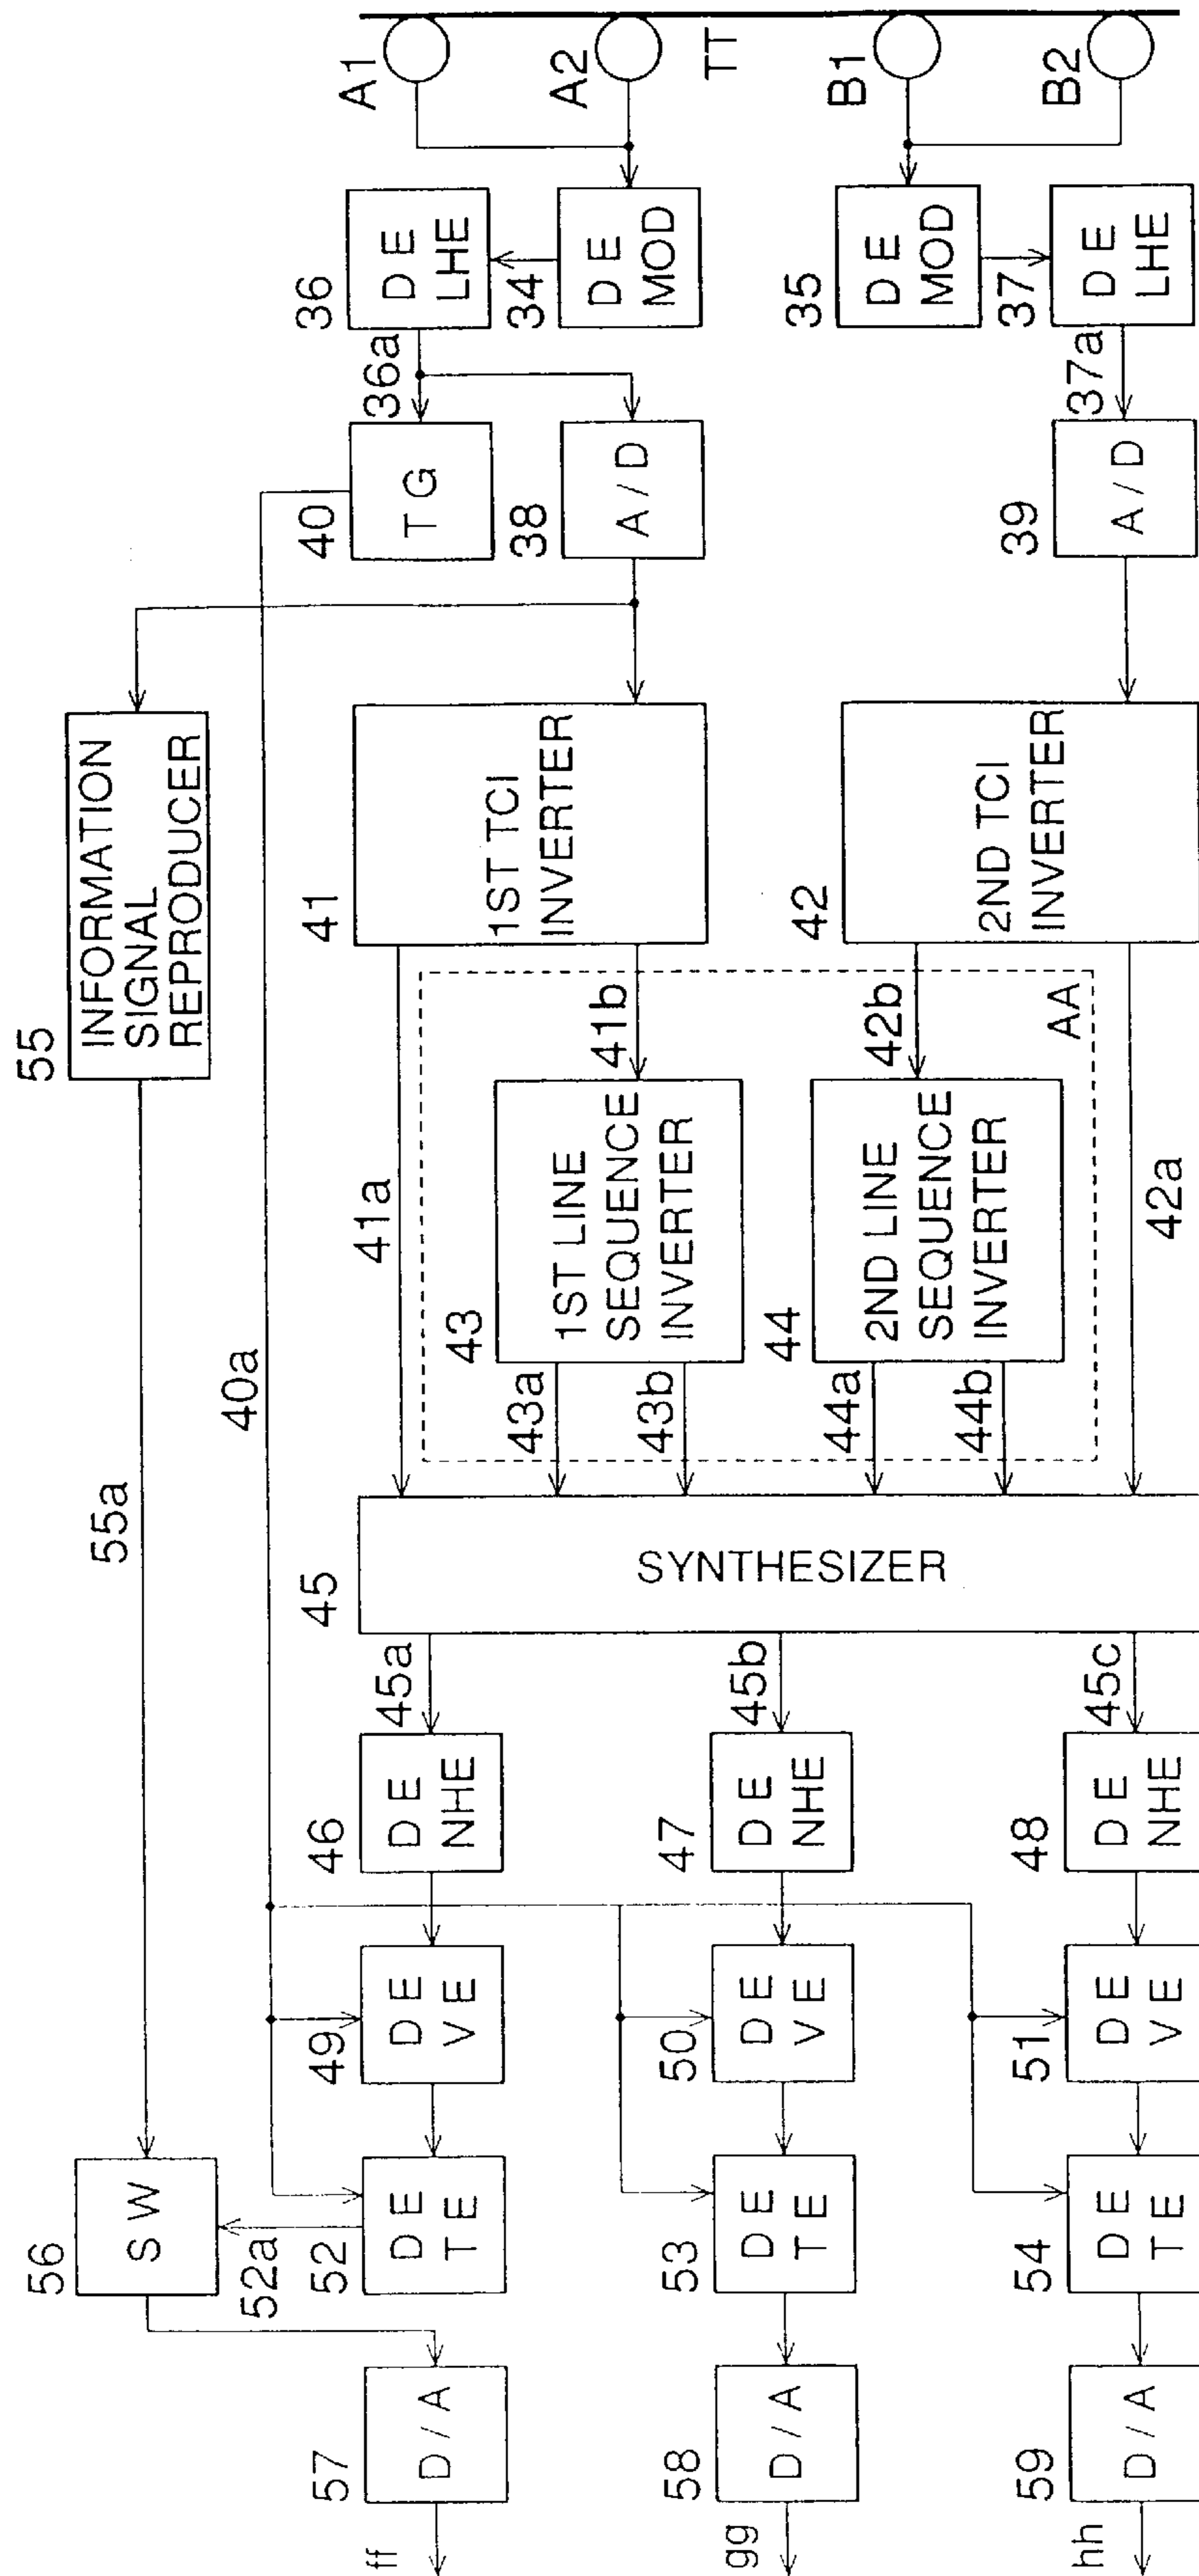 A1
A2
TT
B1
B2
36
D E
LHE
34
D E
MOD
35
D E
MOD
37
D E
LHE
36a
37a
40
T G
38
A / D
39
A / D
55
INFORMATION
SIGNAL
REPRODUCER
41
1ST TCI
INVERTER
42
2ND TCI
INVERTER
41a
41b
42b
42a
AA
43
1ST LINE
SEQUENCE
INVERTER
44
2ND LINE
SEQUENCE
INVERTER
43a
43b
44a
44b
55a
40a
45
SYNTHESIZER
45a
45b
45c
46
D E
NHE
47
D E
NHE
48
D E
NHE
49
D E
V E
50
D E
V E
51
D E
V E
56
S W
52a
52
D E
T E
53
D E
T E
54
D E
T E
57
D / A
58
D / A
59
D / A
ff
gg
hh